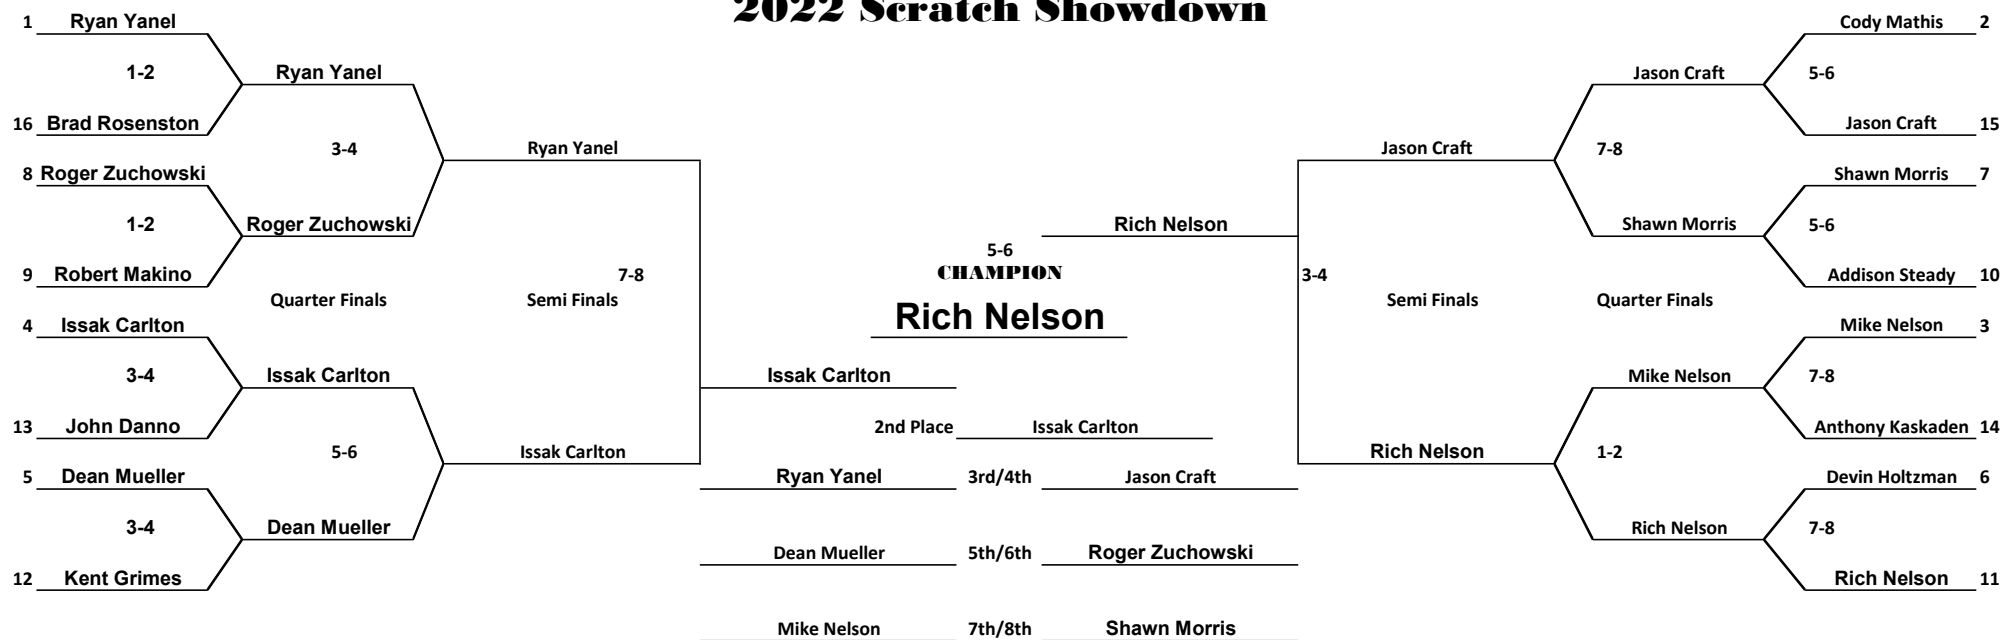 2022 Scratch Showdown
1 Ryan Yanel
1-2
16 Brad Rosenston
8 Roger Zuchowski
1-2
9 Robert Makino
4 Issak Carlton
3-4
13 John Danno
5 Dean Mueller
3-4
12 Kent Grimes
Ryan Yanel
3-4
Roger Zuchowski
Quarter Finals
Issak Carlton
5-6
Dean Mueller
Ryan Yanel
7-8
Semi Finals
Issak Carlton
Rich Nelson
5-6
CHAMPION
Rich Nelson
Issak Carlton
2nd Place Issak Carlton
Ryan Yanel 3rd/4th Jason Craft
Dean Mueller 5th/6th Roger Zuchowski
Mike Nelson 7th/8th Shawn Morris
Jason Craft
3-4
Semi Finals
Rich Nelson
Jason Craft
7-8
Shawn Morris
Quarter Finals
Mike Nelson
1-2
Rich Nelson
Cody Mathis 2
5-6
Jason Craft 15
Shawn Morris 7
5-6
Addison Steady 10
Mike Nelson 3
7-8
Anthony Kaskaden 14
Devin Holtzman 6
7-8
Rich Nelson 11